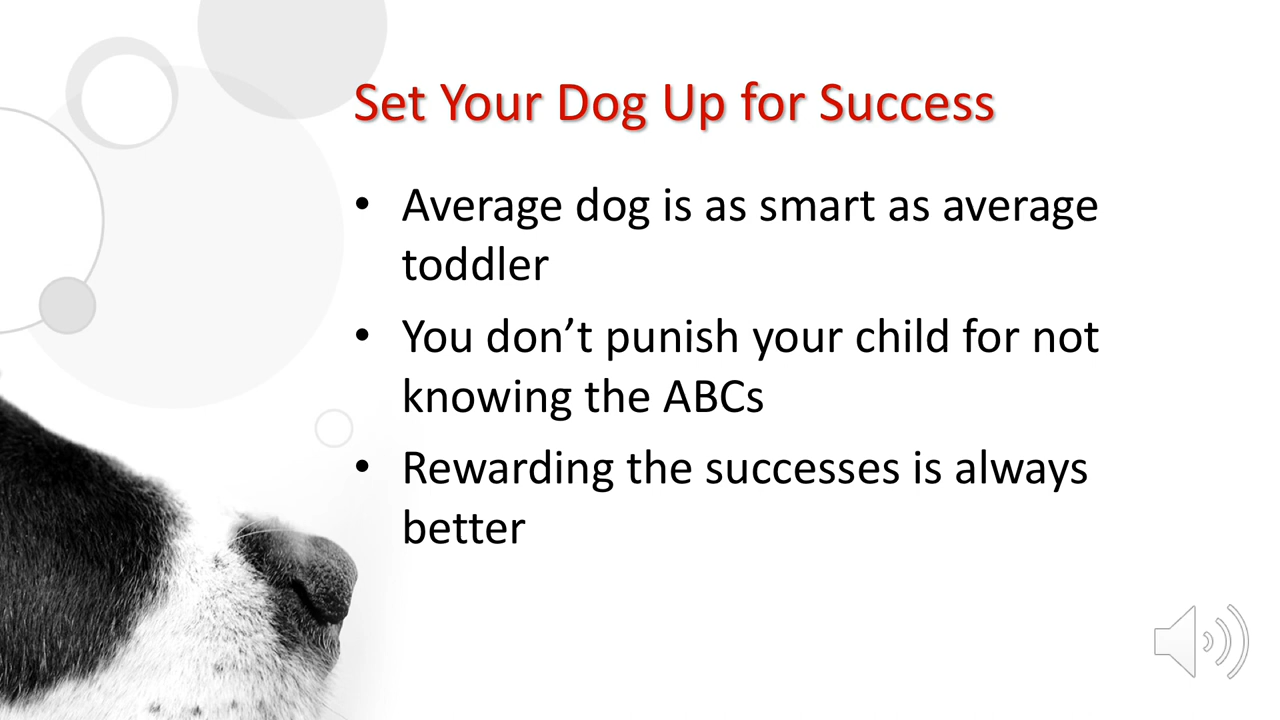 Set Your Dog Up for Success
• Average dog is as smart as average
toddler
• You don’t punish your child for not
knowing the ABCs
• Rewarding the successes is always
better